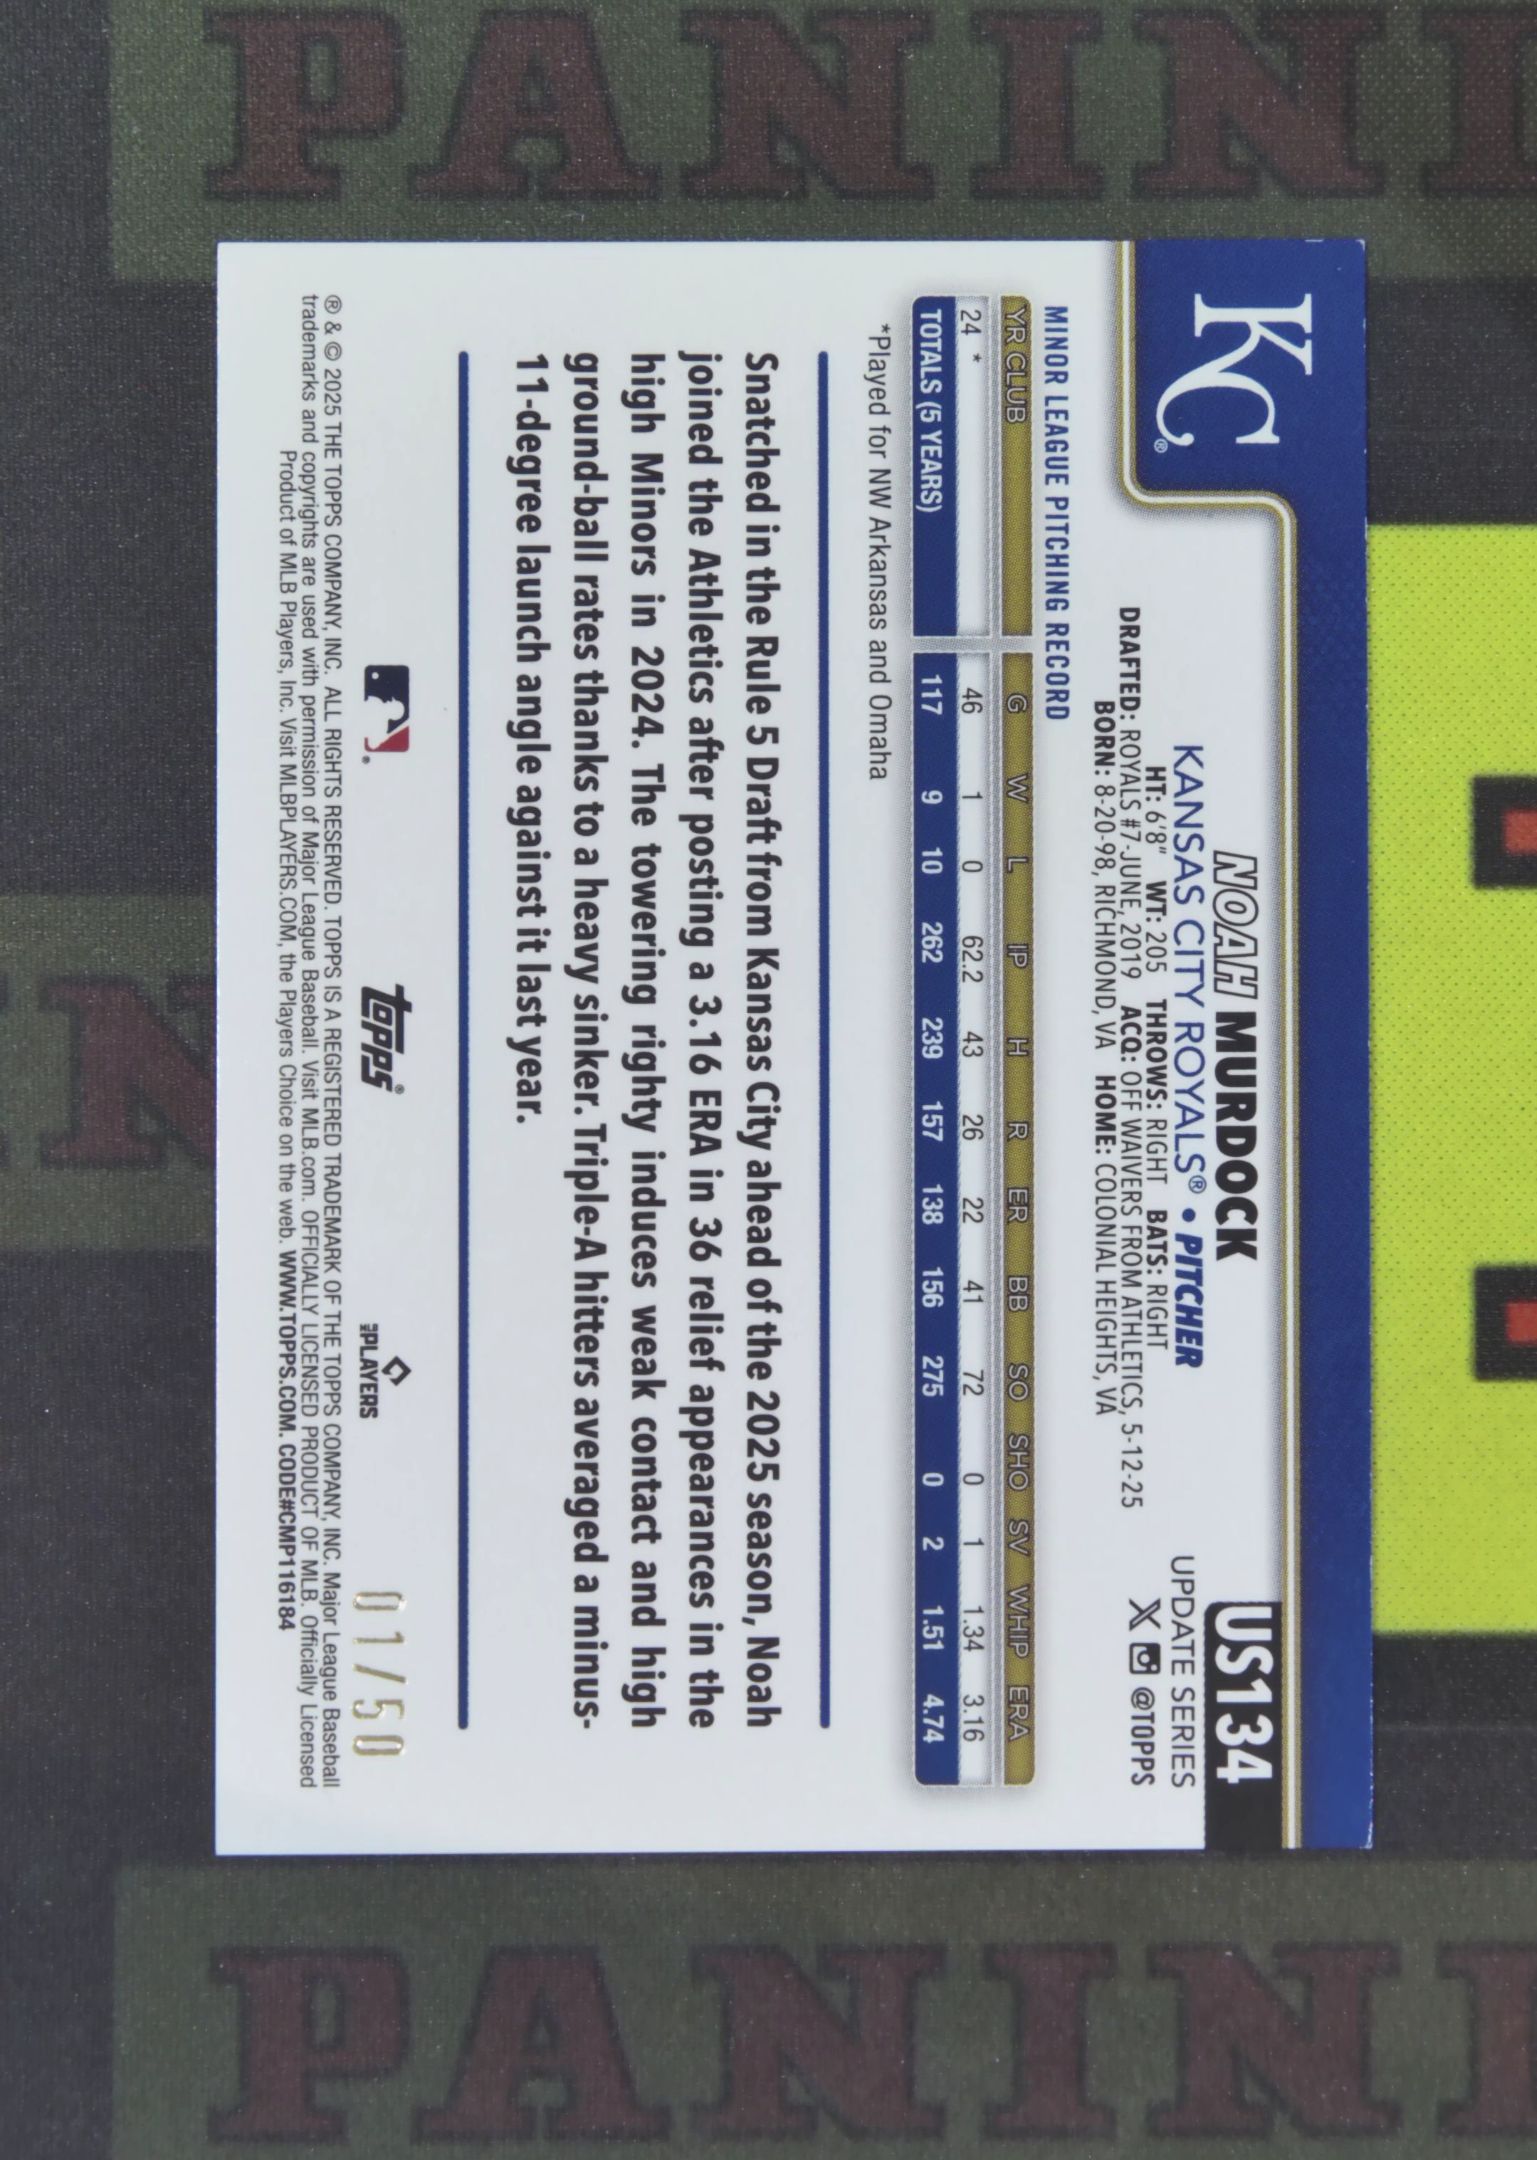 PANINI
KC®
NOAH MURDOCK
KANSAS CITY ROYALS® • PITCHER
HT: 6'8" WT: 205 THROWS: RIGHT BATS: RIGHT
DRAFTED: ROYALS #7-JUNE, 2019 ACQ: OFF WAIVERS FROM ATHLETICS, 5-12-25
BORN: 8-20-98, RICHMOND, VA HOME: COLONIAL HEIGHTS, VA
US134
UPDATE SERIES
X @TOPPS
MINOR LEAGUE PITCHING RECORD
YR CLUB G W L IP H R ER BB SO SHO SV WHIP ERA
24 * 46 1 0 62.2 43 26 22 41 72 0 1 1.34 3.16
TOTALS (5 YEARS) 117 9 10 262 239 157 138 156 275 0 2 1.51 4.74
*Played for NW Arkansas and Omaha
Snatched in the Rule 5 Draft from Kansas City ahead of the 2025 season, Noah
joined the Athletics after posting a 3.16 ERA in 36 relief appearances in the
high Minors in 2024. The towering righty induces weak contact and high
ground-ball rates thanks to a heavy sinker. Triple-A hitters averaged a minus-
11-degree launch angle against it last year.
topps®
MLB PLAYERS
01/50
® & © 2025 THE TOPPS COMPANY, INC. ALL RIGHTS RESERVED. TOPPS IS A REGISTERED TRADEMARK OF THE TOPPS COMPANY, INC. Major League Baseball
trademarks and copyrights are used with permission of Major League Baseball. Visit MLB.com. OFFICIALLY LICENSED PRODUCT OF MLB. Officially Licensed
Product of MLB Players, Inc. Visit MLBPLAYERS.COM, the Players Choice on the web. WWW.TOPPS.COM. CODE#CMP116184
PANINI